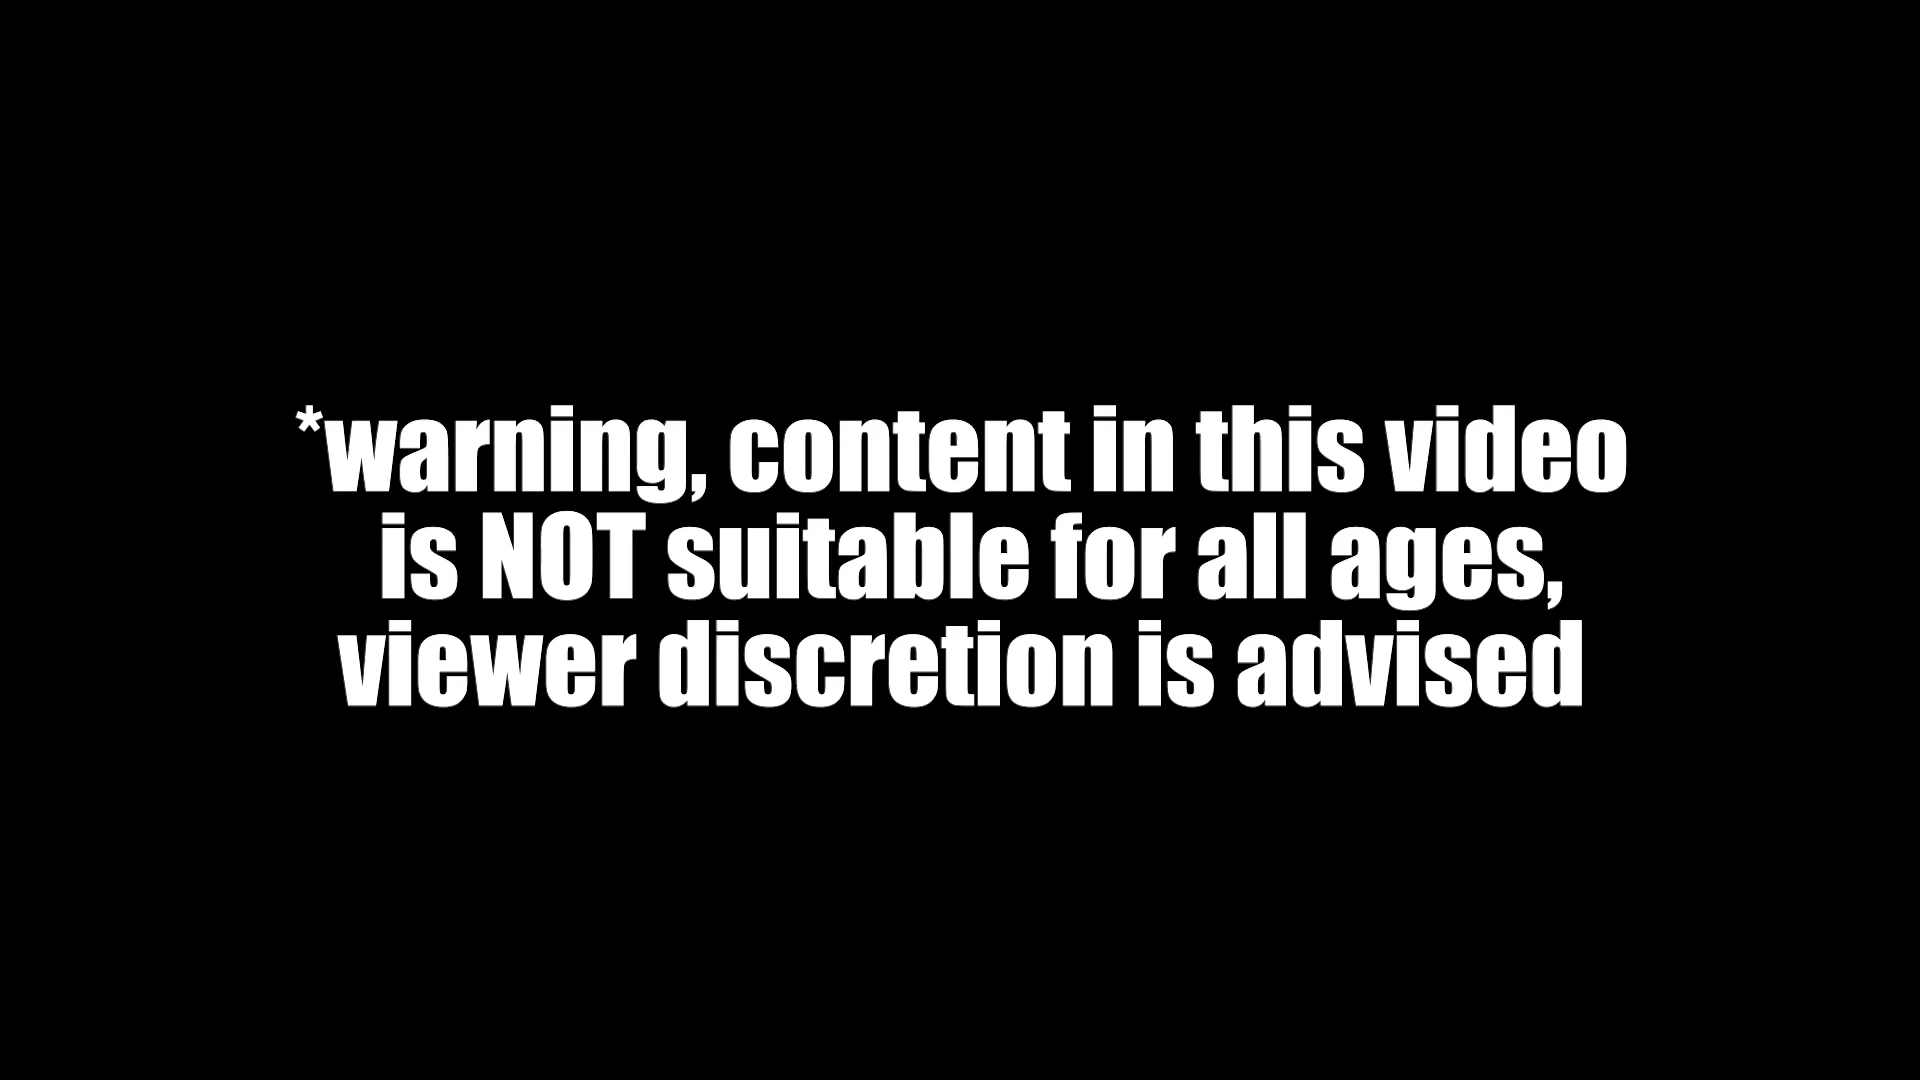 *warning, content in this video
is NOT suitable for all ages,
viewer discretion is advised